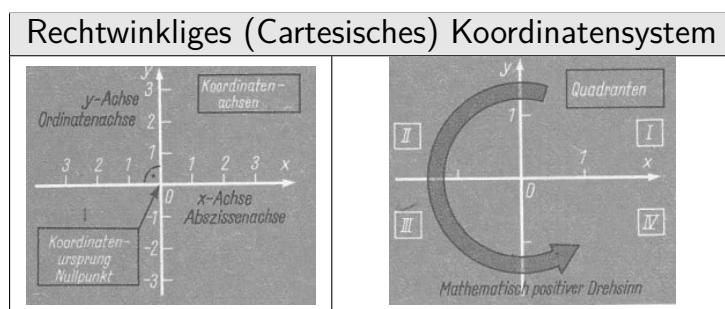 Rechtwinkliges (Cartesisches) Koordinatensystem
y
3
Koordinaten-
achsen
y-Achse
Ordinatenachse
2
1
3 2 1 1 2 3 x
0
x-Achse
Abszissenachse
-1
Koordinaten-
ursprung
Nullpunkt
-2
-3
y
Quadranten
1
II
I
1
x
0
III
IV
Mathematisch positiver Drehsinn